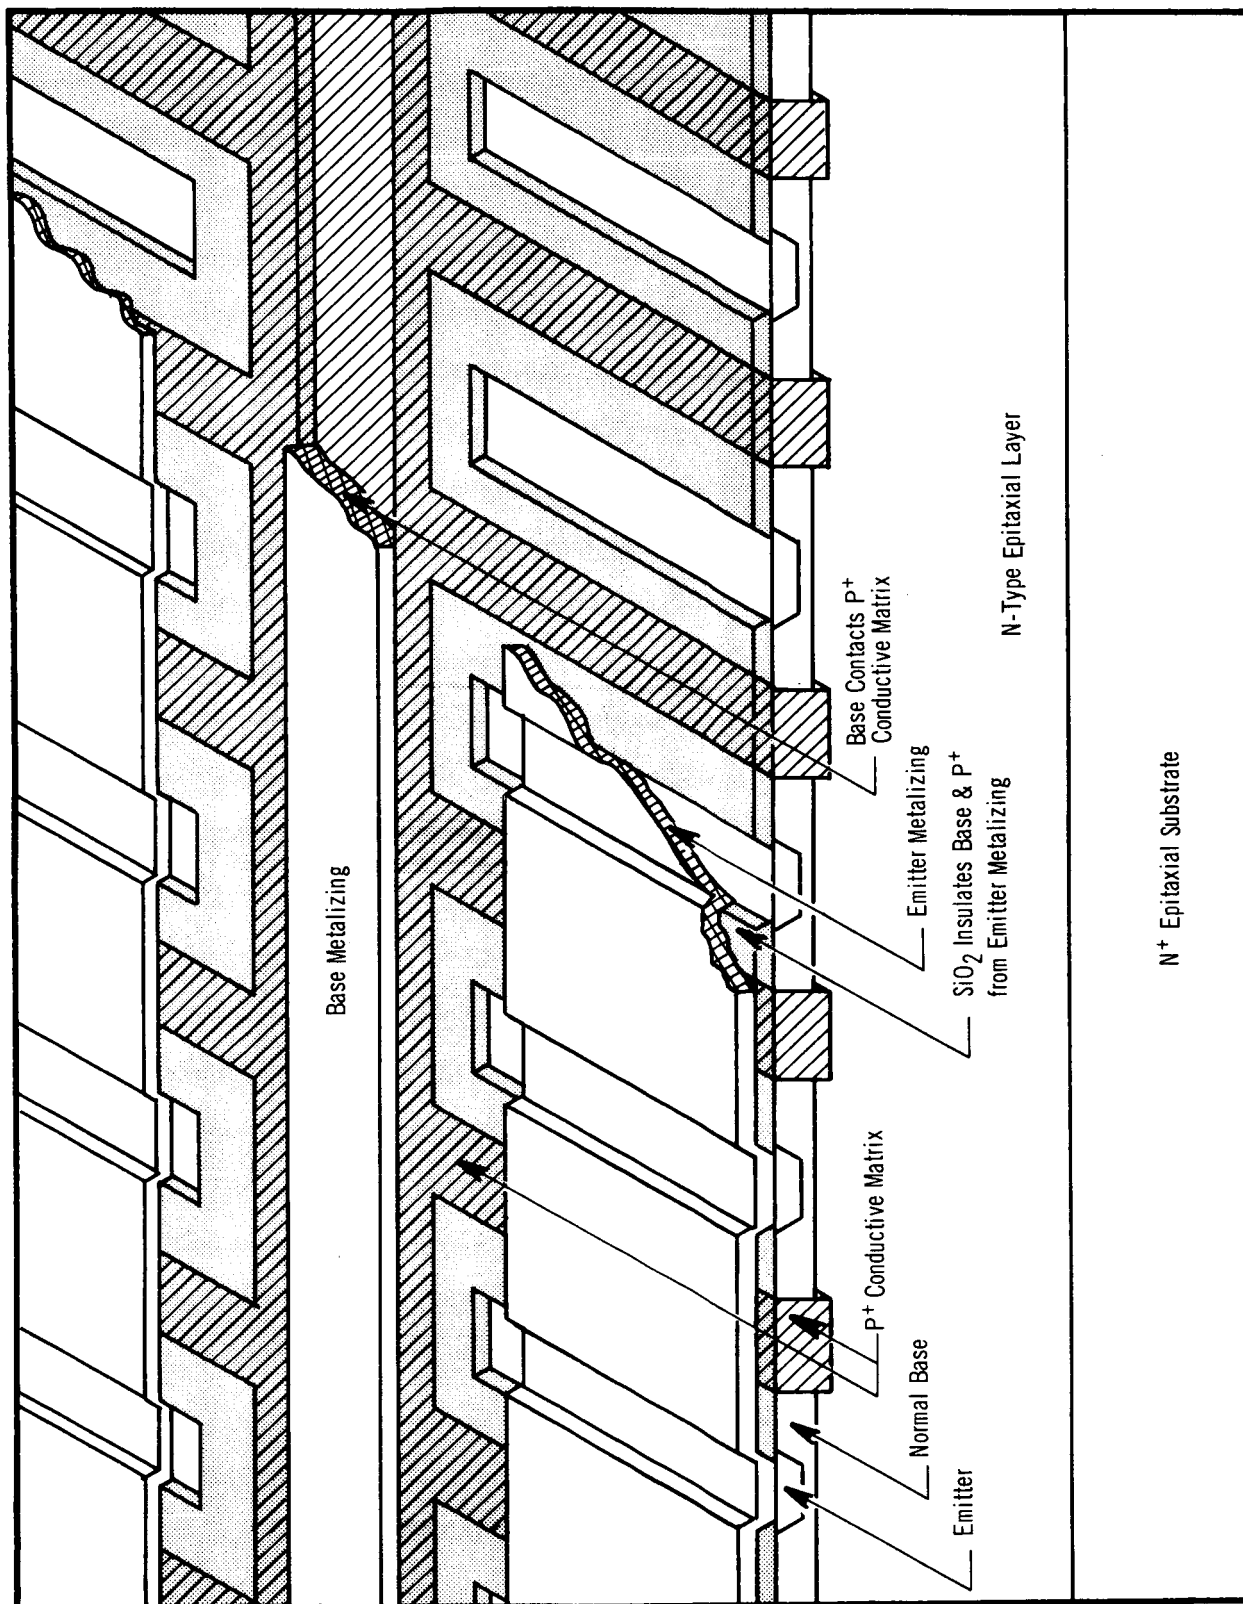 Base Metalizing
Base Contacts P+
Conductive Matrix
N-Type Epitaxial Layer
Emitter Metalizing
SiO2 Insulates Base & P+
from Emitter Metalizing
P+ Conductive Matrix
Normal Base
Emitter
N+ Epitaxial Substrate